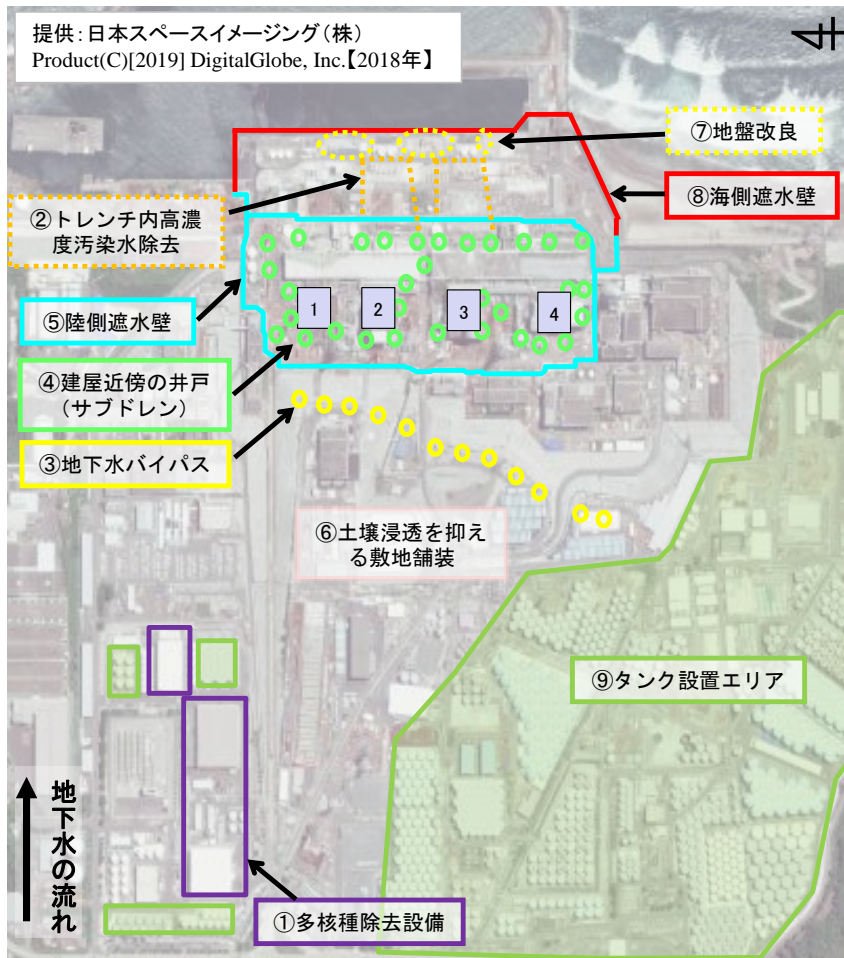 提供：日本スペースイメージング（株）
Product(C)[2019] DigitalGlobe, Inc.【2018年】
⑦地盤改良
⑧海側遮水壁
②トレンチ内高濃
度汚染水除去
⑤陸側遮水壁
1
2
3
4
④建屋近傍の井戸
（サブドレン）
③地下水バイパス
⑥土壌浸透を抑え
る敷地舗装
⑨タンク設置エリア
地下水の流れ
①多核種除去設備